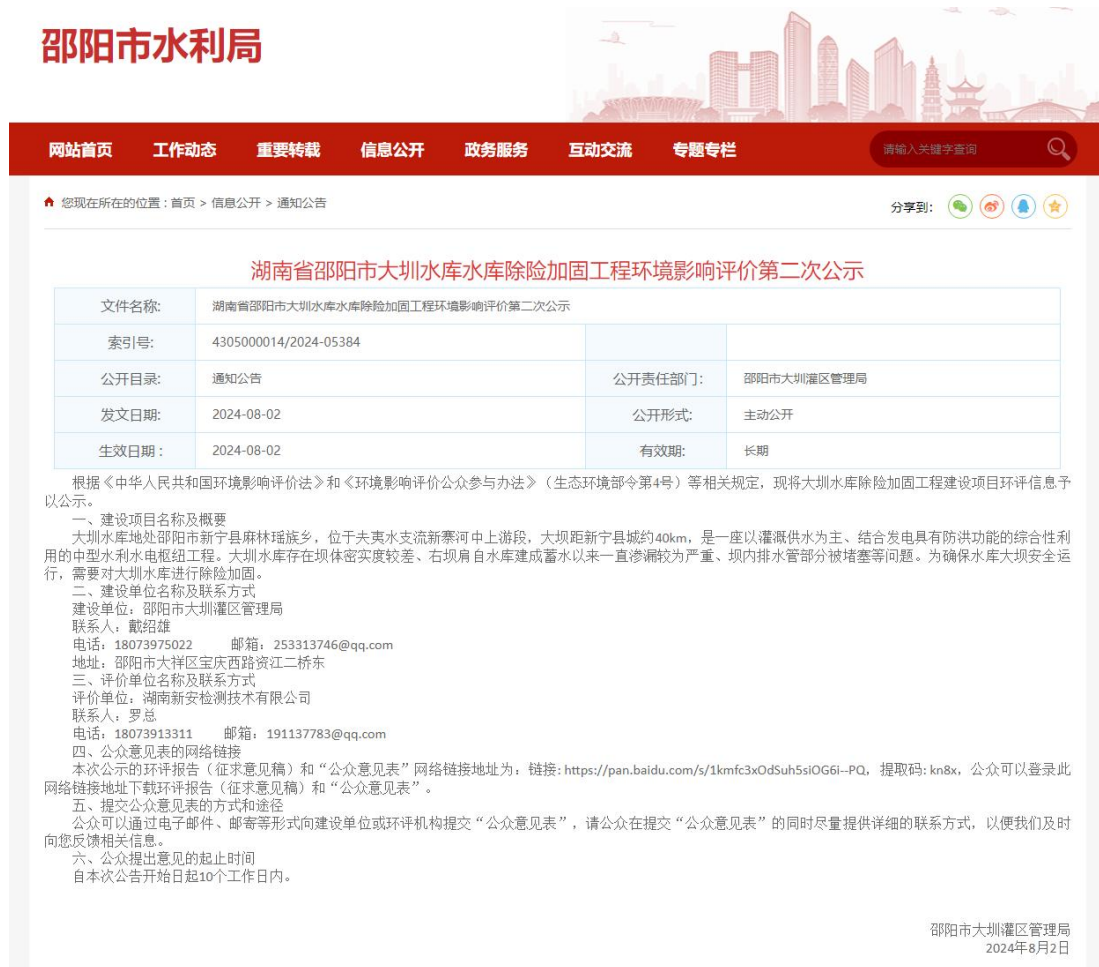 邵阳市水利局
网站首页 工作动态 重要转载 信息公开 政务服务 互动交流 专题专栏 请输入关键字查询
您现在所在的位置 : 首页 > 信息公开 > 通知公告 分享到:
湖南省邵阳市大圳水库水库除险加固工程环境影响评价第二次公示
文件名称: 湖南省邵阳市大圳水库水库除险加固工程环境影响评价第二次公示
索引号: 4305000014/2024-05384
公开目录: 通知公告 公开责任部门: 邵阳市大圳灌区管理局
发文日期: 2024-08-02 公开形式: 主动公开
生效日期 : 2024-08-02 有效期: 长期
根据《中华人民共和国环境影响评价法》和《环境影响评价公众参与办法》（生态环境部令第4号）等相关规定，现将大圳水库除险加固工程建设项目环评信息予
以公示。
一、建设项目名称及概要
大圳水库地处邵阳市新宁县麻林瑶族乡，位于夫夷水支流新寨河中上游段，大坝距新宁县城约40km，是一座以灌溉供水为主、结合发电具有防洪功能的综合性利
用的中型水利水电枢纽工程。大圳水库存在坝体密实度较差、右坝肩自水库建成蓄水以来一直渗漏较为严重、坝内排水管部分被堵塞等问题。为确保水库大坝安全运
行，需要对大圳水库进行除险加固。
二、建设单位名称及联系方式
建设单位：邵阳市大圳灌区管理局
联系人：戴绍雄
电话：18073975022 邮箱：253313746@qq.com
地址：邵阳市大祥区宝庆西路资江二桥东
三、评价单位名称及联系方式
评价单位：湖南新安检测技术有限公司
联系人：罗总
电话：18073913311 邮箱：191137783@qq.com
四、公众意见表的网络链接
本次公示的环评报告（征求意见稿）和“公众意见表”网络链接地址为：链接: https://pan.baidu.com/s/1kmfc3xOdSuh5siOG6I--PQ，提取码: kn8x，公众可以登录此
网络链接地址下载环评报告（征求意见稿）和“公众意见表”。
五、提交公众意见表的方式和途径
公众可以通过电子邮件、邮寄等形式向建设单位或环评机构提交“公众意见表”，请公众在提交“公众意见表”的同时尽量提供详细的联系方式，以便我们及时
向您反馈相关信息。
六、公众提出意见的起止时间
自本次公告开始日起10个工作日内。
邵阳市大圳灌区管理局
2024年8月2日